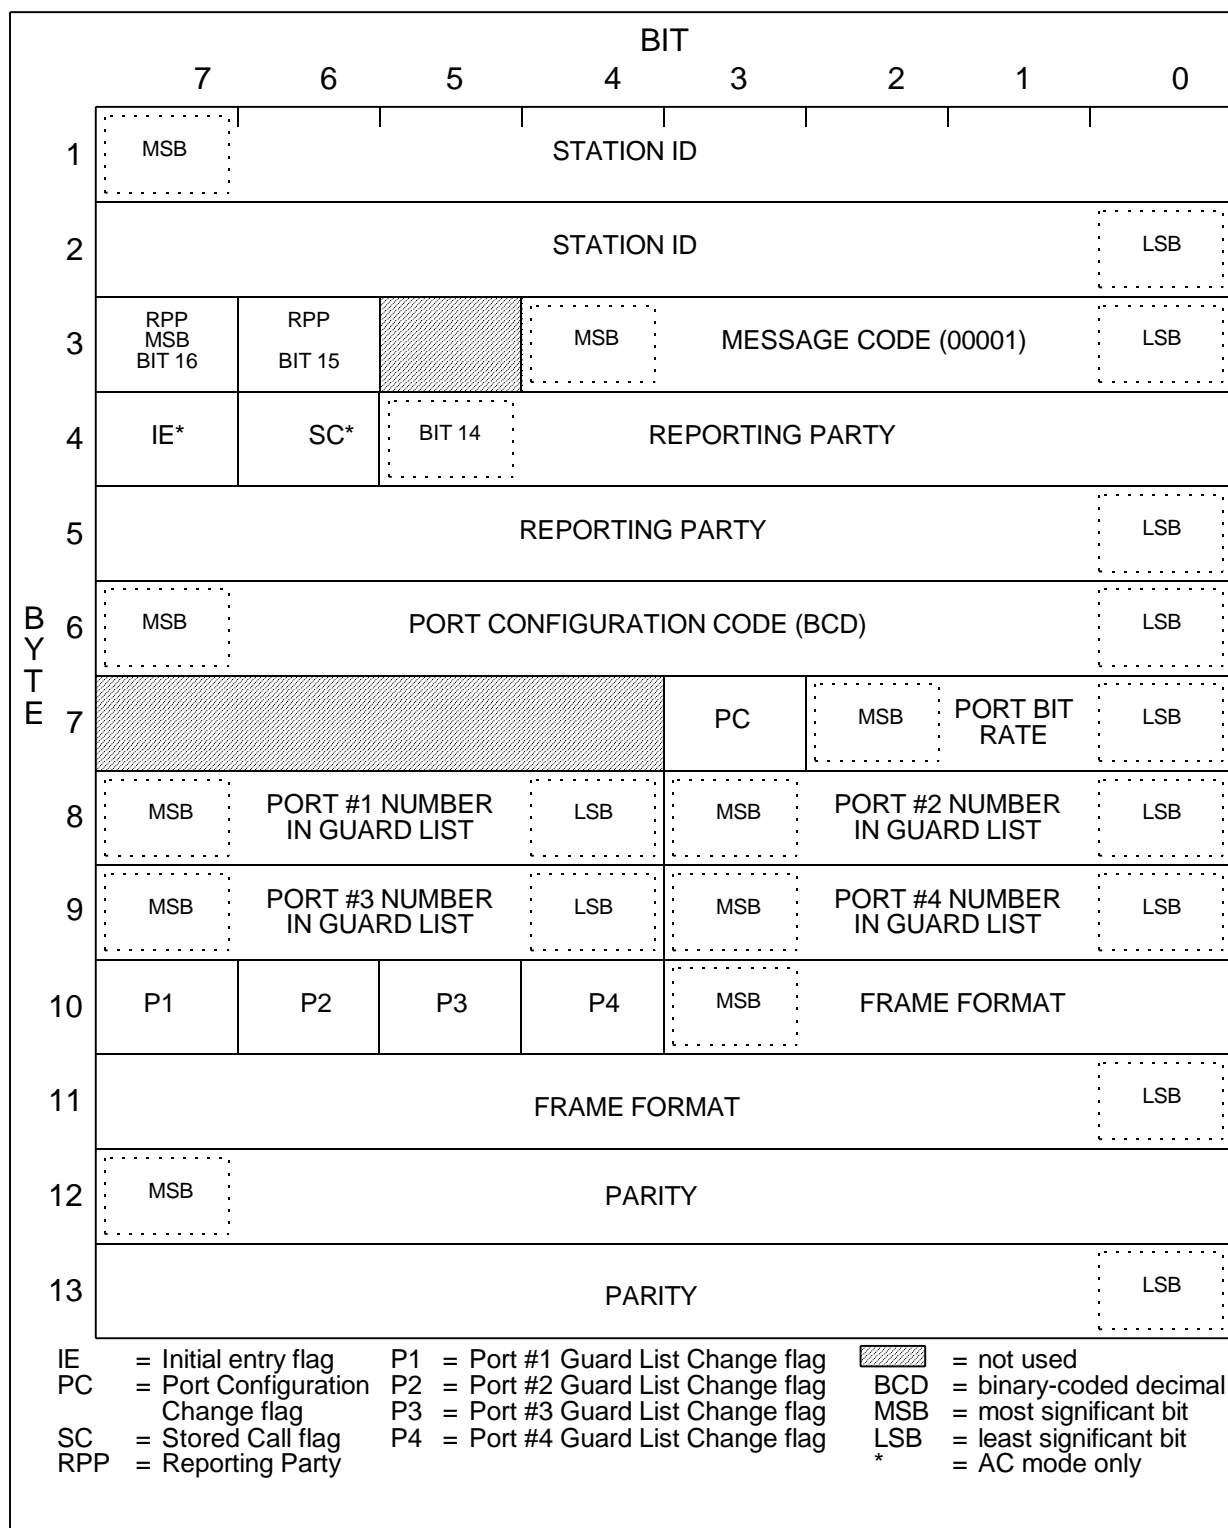 BIT
7 6 5 4 3 2 1 0
1 MSB STATION ID
2 STATION ID LSB
3 RPP MSB BIT 16 RPP BIT 15 MSB MESSAGE CODE (00001) LSB
4 IE* SC* BIT 14 REPORTING PARTY
5 REPORTING PARTY LSB
BYTE
6 MSB PORT CONFIGURATION CODE (BCD) LSB
7 PC MSB PORT BIT RATE LSB
8 MSB PORT #1 NUMBER IN GUARD LIST LSB MSB PORT #2 NUMBER IN GUARD LIST LSB
9 MSB PORT #3 NUMBER IN GUARD LIST LSB MSB PORT #4 NUMBER IN GUARD LIST LSB
10 P1 P2 P3 P4 MSB FRAME FORMAT
11 FRAME FORMAT LSB
12 MSB PARITY
13 PARITY LSB
IE = Initial entry flag P1 = Port #1 Guard List Change flag = not used
PC = Port Configuration P2 = Port #2 Guard List Change flag BCD = binary-coded decimal
Change flag P3 = Port #3 Guard List Change flag MSB = most significant bit
SC = Stored Call flag P4 = Port #4 Guard List Change flag LSB = least significant bit
RPP = Reporting Party * = AC mode only